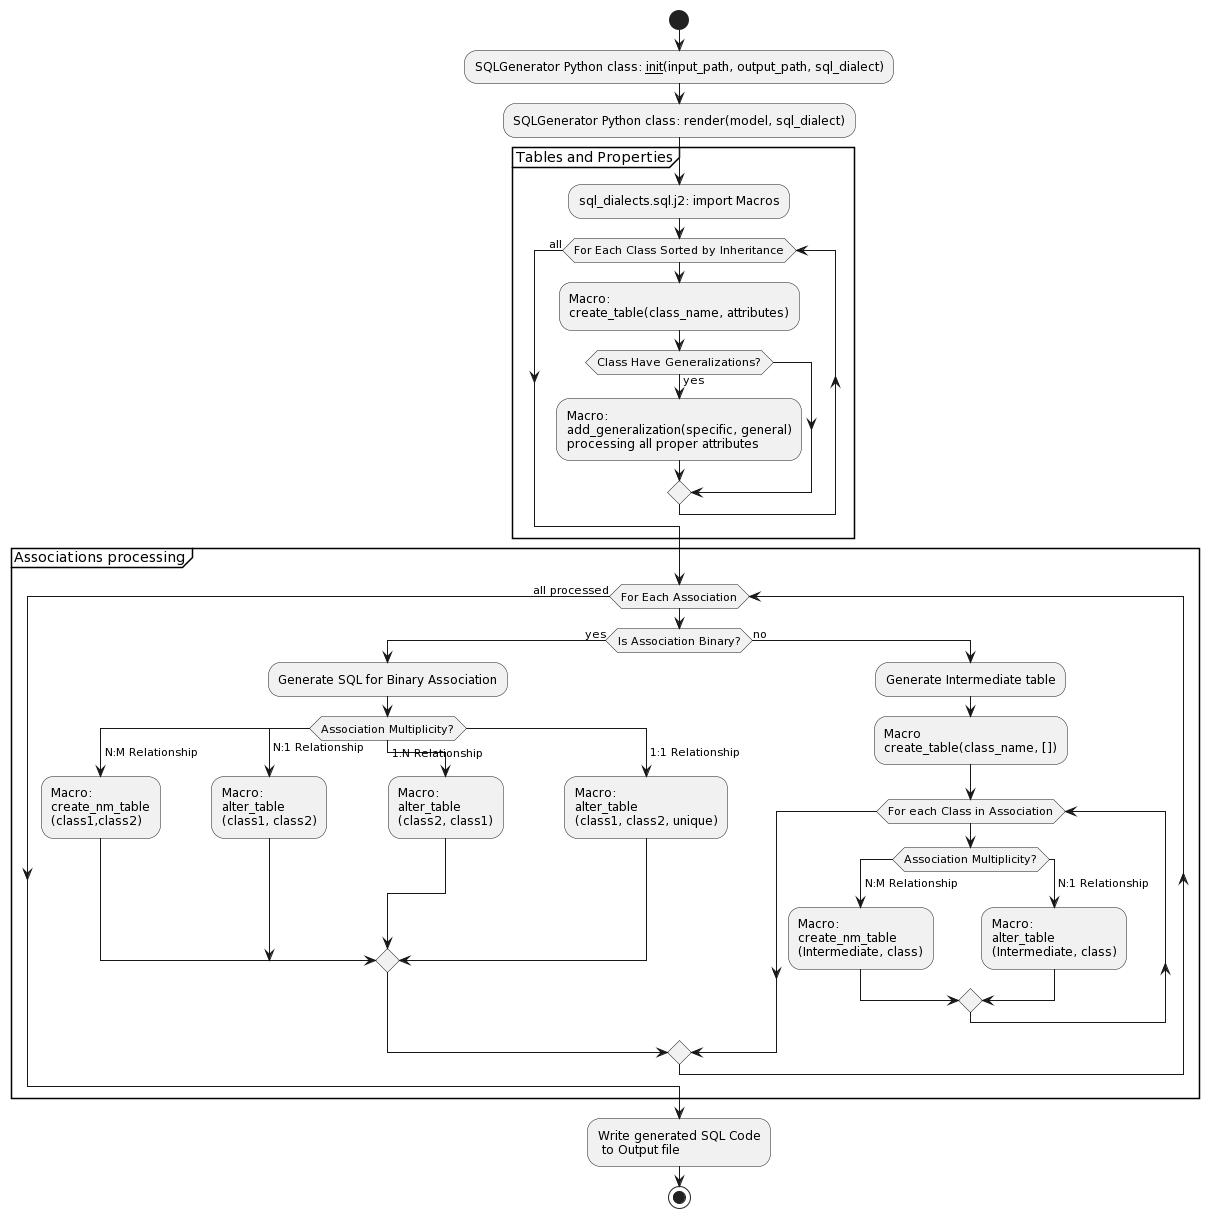 SQLGenerator Python class: init(input_path, output_path, sql_dialect)
SQLGenerator Python class: render(model, sql_dialect)
Tables and Properties
sql_dialects.sql.j2: import Macros
all
For Each Class Sorted by Inheritance
Macro:
create_table(class_name, attributes)
Class Have Generalizations?
yes
Macro:
add_generalization(specific, general)
processing all proper attributes
Associations processing
all processed
For Each Association
yes
Is Association Binary?
no
Generate SQL for Binary Association
Association Multiplicity?
N:M Relationship
Macro:
create_nm_table
(class1,class2)
N:1 Relationship
Macro:
alter_table
(class1, class2)
1:N Relationship
Macro:
alter_table
(class2, class1)
1:1 Relationship
Macro:
alter_table
(class1, class2, unique)
Generate Intermediate table
Macro
create_table(class_name, [])
For each Class in Association
Association Multiplicity?
N:M Relationship
Macro:
create_nm_table
(Intermediate, class)
N:1 Relationship
Macro:
alter_table
(Intermediate, class)
Write generated SQL Code
to Output file